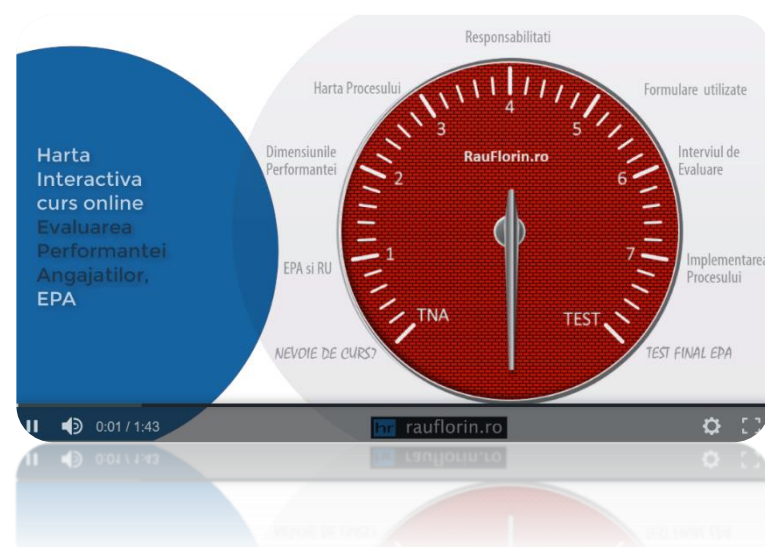 Harta
Interactiva
curs online
Evaluarea
Performantei
Angajatilor,
EPA
Responsabilitati
Harta Procesului
Formulare utilizate
Dimensiunile
Performantei
Interviul de
Evaluare
EPA si RU
Implementarea
Procesului
NEVOIE DE CURS?
TEST FINAL EPA
RauFlorin.ro
TNA
1
2
3
4
5
6
7
TEST
0:01 / 1:43
hr rauflorin.ro